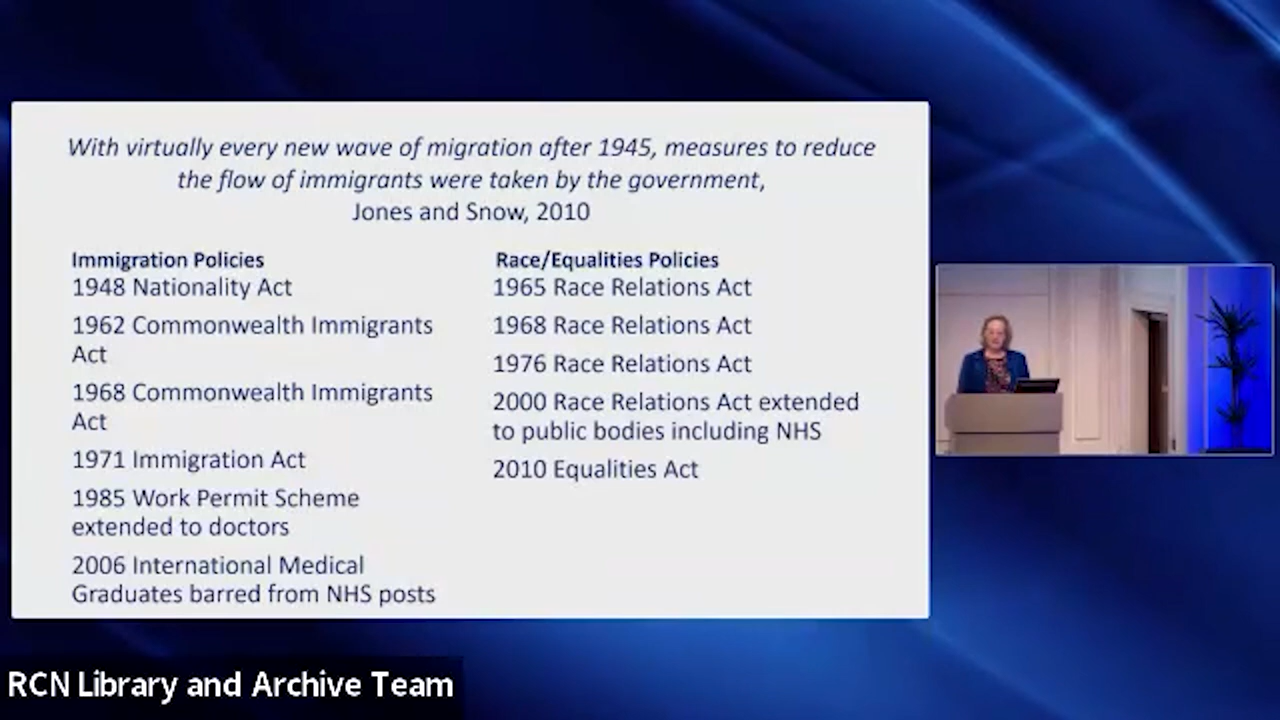 With virtually every new wave of migration after 1945, measures to reduce
the flow of immigrants were taken by the government,
Jones and Snow, 2010
Immigration Policies
1948 Nationality Act
1962 Commonwealth Immigrants
Act
1968 Commonwealth Immigrants
Act
1971 Immigration Act
1985 Work Permit Scheme
extended to doctors
2006 International Medical
Graduates barred from NHS posts
Race/Equalities Policies
1965 Race Relations Act
1968 Race Relations Act
1976 Race Relations Act
2000 Race Relations Act extended
to public bodies including NHS
2010 Equalities Act
RCN Library and Archive Team